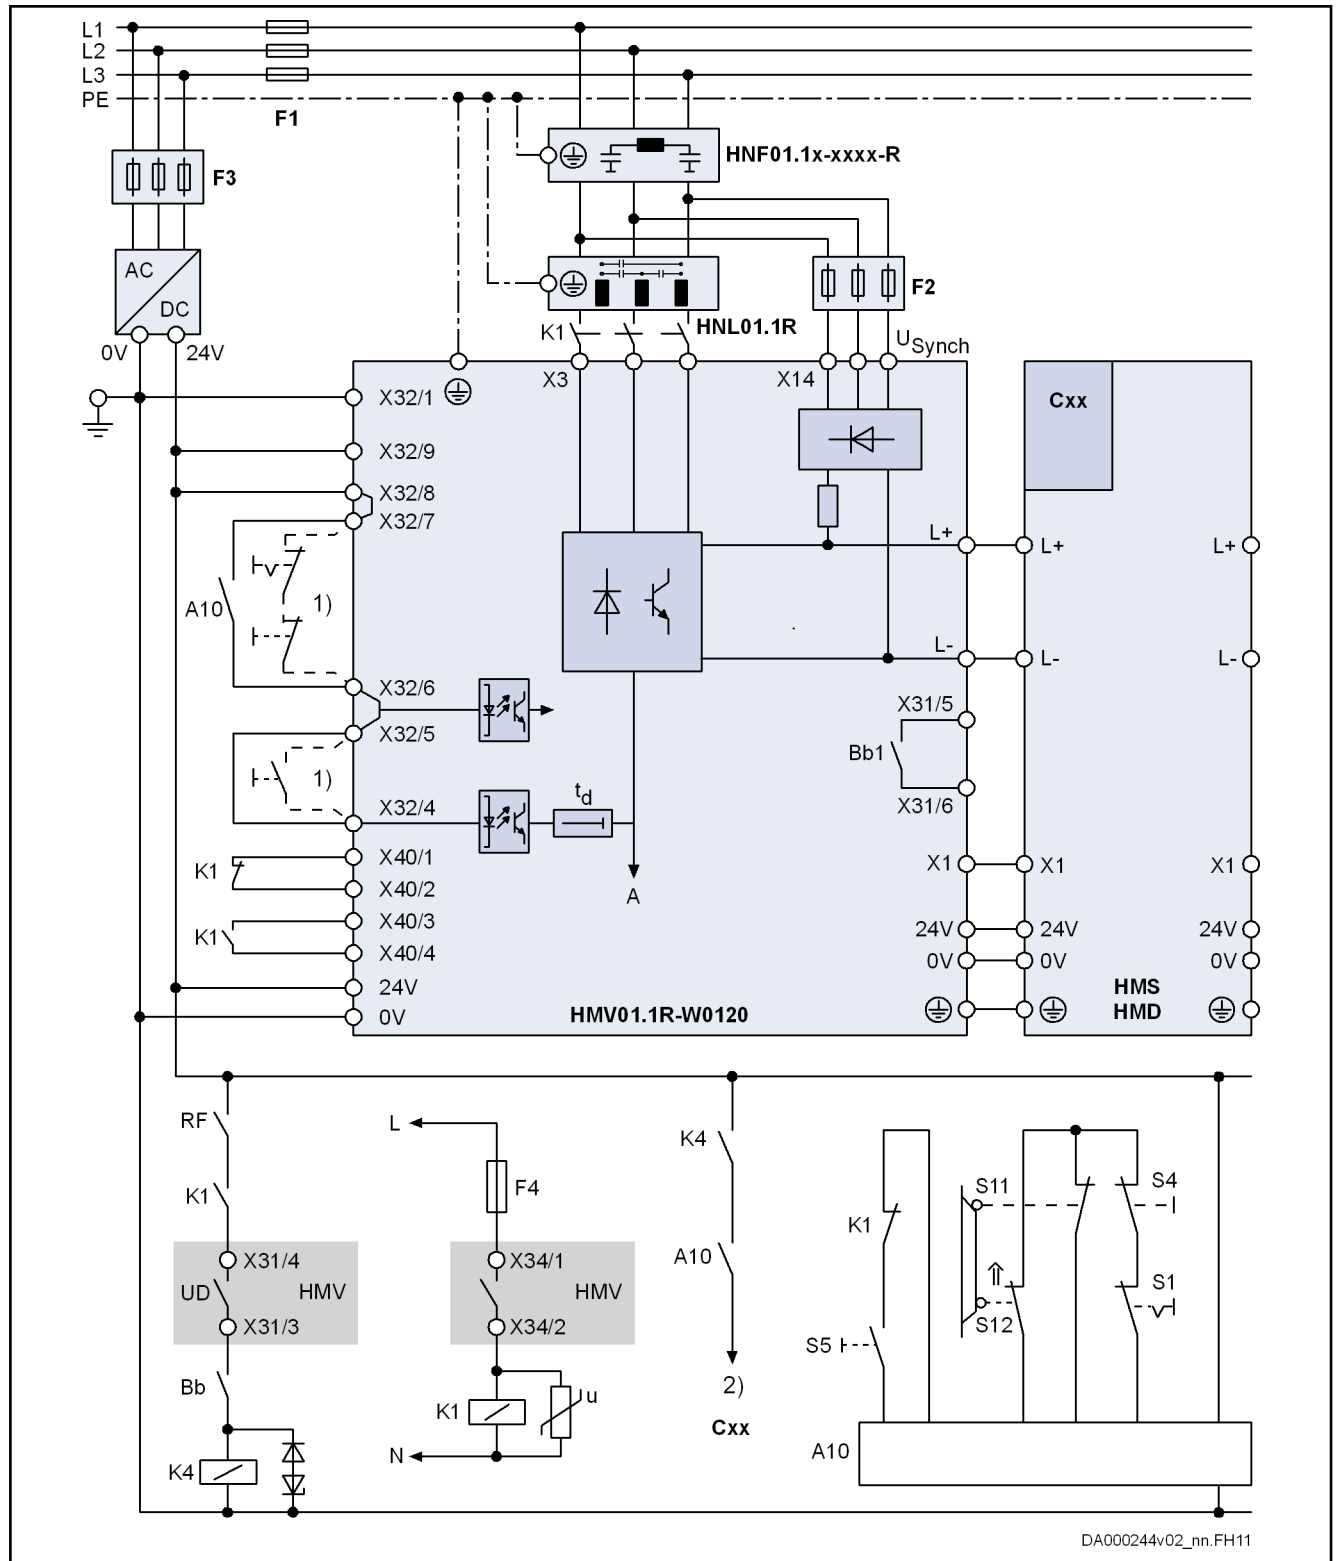 L1
L2
L3
PE
F1
F3
HNF01.1x-xxxx-R
AC
DC
0V
24V
F2
K1
HNL01.1R
USynch
X3
X14
X32/1
X32/9
X32/8
X32/7
A10
1)
X32/6
X32/5
1)
X32/4
td
K1
X40/1
X40/2
K1
X40/3
X40/4
24V
0V
A
HMV01.1R-W0120
L+
L-
X31/5
Bb1
X31/6
X1
24V
0V
Cxx
L+
L+
L-
L-
X1
X1
24V
24V
0V
0V
HMS
HMD
RF
K1
X31/4
UD
HMV
X31/3
Bb
K4
L
F4
X34/1
HMV
X34/2
K1
u
N
K4
A10
2)
Cxx
K1
S5
S11
S12
S4
S1
A10
DA000244v02_nn.FH11